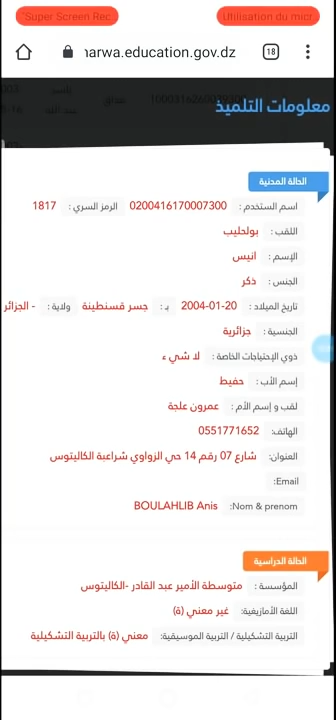 "Super Screen Rec
Utilisation du micr
narwa.education.gov.dz
18
معلومات التلميذ
الحالة المدنية
اسم الستخدم : 0200416170007300 الرمز السري : 1817
اللقب : بولحليب
الإسم : انيس
الجنس : ذكر
تاريخ الميلاد : 2004-01-20 بـ : جسر قسنطينة ولاية : - الجزائر
الجنسية : جزائرية
ذوي الإحتياجات الخاصة : لا شيء
إسم الأب : حفيظ
لقب و إسم الأم : عمرون علجة
الهاتف: 0551771652
العنوان: شارع 07 رقم 14 حي الزواوي شراعبة الكاليتوس
Email:
Nom & prenom: BOULAHLIB Anis
الحالة الدراسية
المؤسسة : متوسطة الأمير عبد القادر -الكاليتوس
اللغة الأمازيغية: غير معني (ة)
التربية التشكيلية / التربية الموسيقية: معني (ة) بالتربية التشكيلية